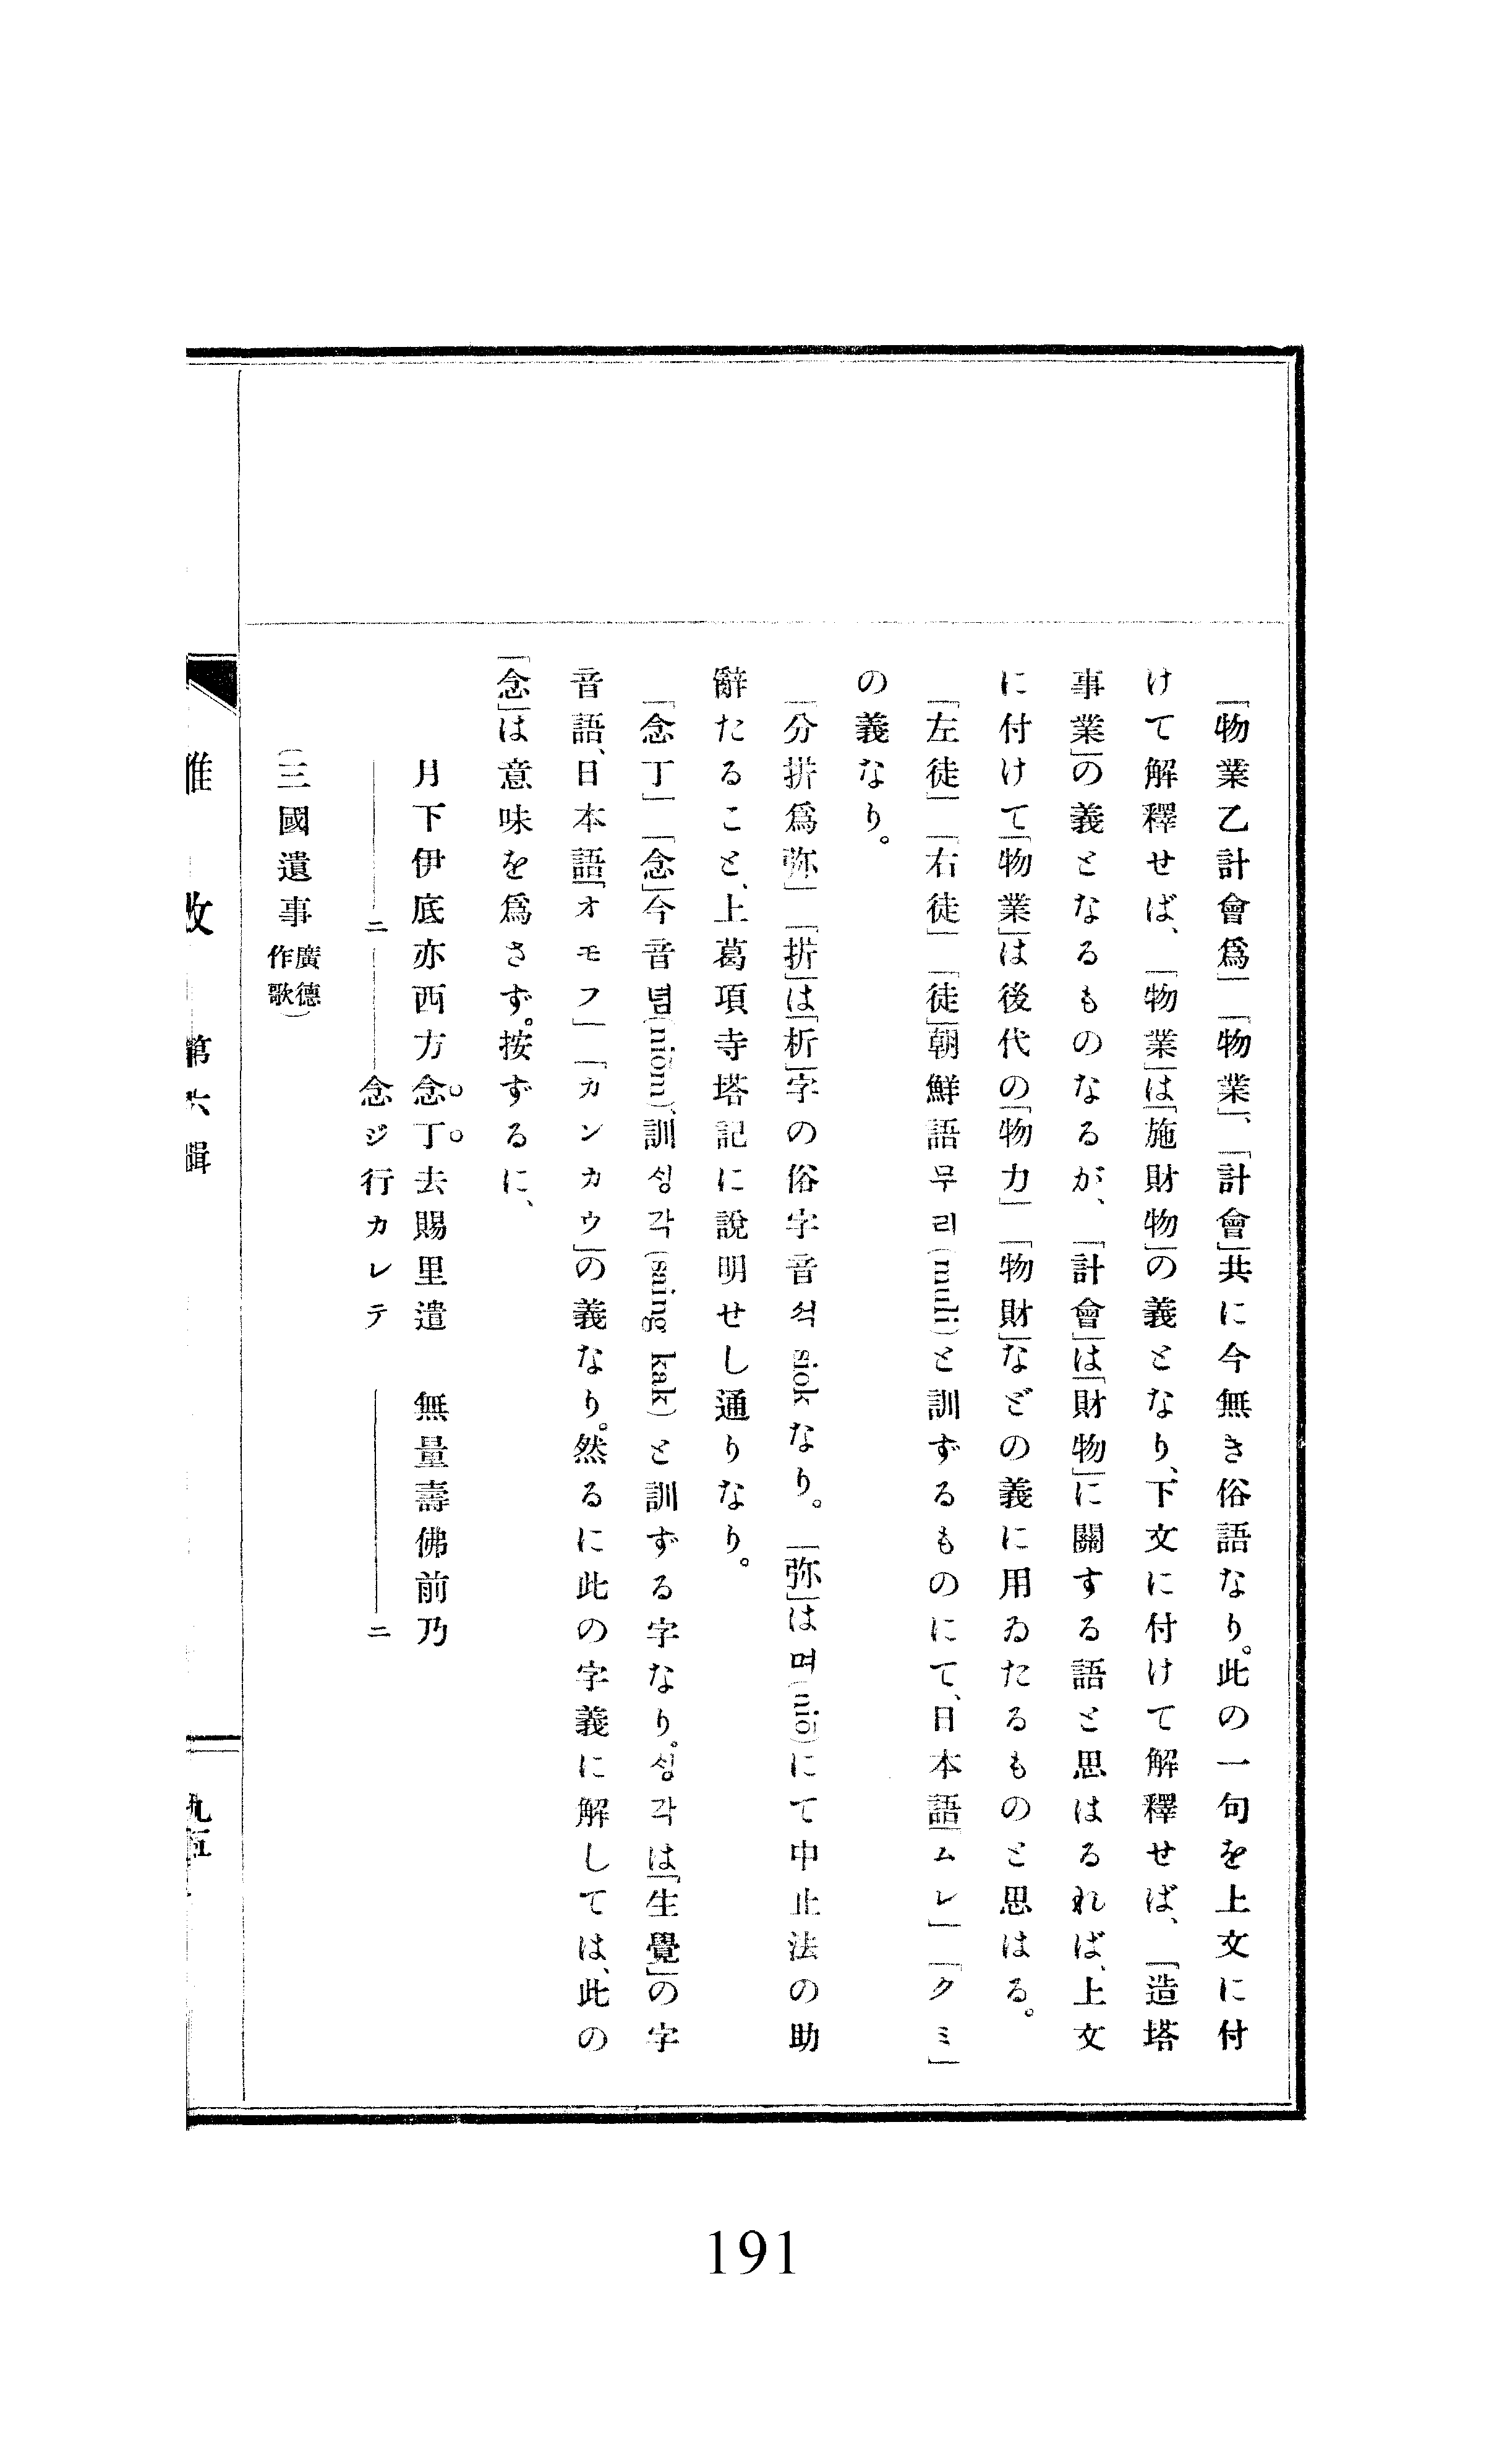 「物業乙計會爲」「物業」、「計會」共に今無き俗語なり。此の一句を上文に付
けて解釋せば、「物業」は「施財物」の義となり、下文に付けて解釋せば、「造塔
事業」の義となるものなるが、「計會」は「財物」に關する語と思はるれば、上文
に付けて「物業」は後代の「物力」「物財」などの義に用ゐたるものと思はる。
「左徒」「右徒」「徒」朝鮮語무리(muli)と訓ずるものにて、日本語「ムレ」「クミ」
の義なり。
「分㭆爲弥」「㭆」は「析」字の俗字音셕 siok なり。「弥」は며(niö)にて中止法の助
辭たること、上葛項寺塔記に說明せし通りなり。
「念丁」「念」今音념(niöm)、訓싱각(saing kak)と訓ずる字なり。싱각は「生覺」の字
音語、日本語「オモフ」「カンカウ」の義なり。然るに此の字義に解しては、此の
「念」は意味を爲さず。按ずるに、
月下伊底亦西方念。丁。去賜里遣 無量壽佛前乃
———ニ———念ジ行カレテ ————ニ
(三國遺事 廣德作歌)
第六輯
九五
191